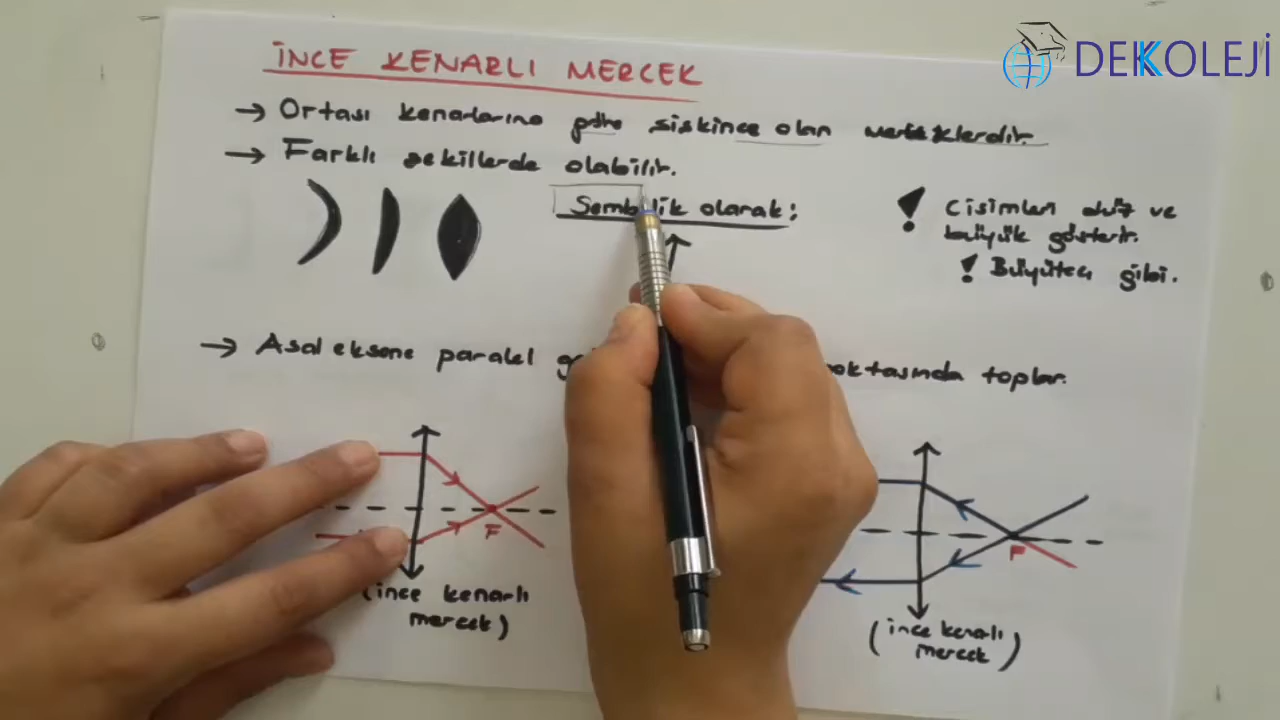 DEKKOLEJİ
İNCE KENARLI MERCEK
→ Ortası kenarlarına göre şişkince olan merceklerdir.
→ Farklı şekillerde olabilir.
Sembolik olarak:
! Cisimleri düz ve
büyük gösterir.
! Büyüteç gibi.
→ Asal eksene paralel noktasında toplar.
F
(ince kenarlı
mercek)
F
(ince kenarlı
mercek)